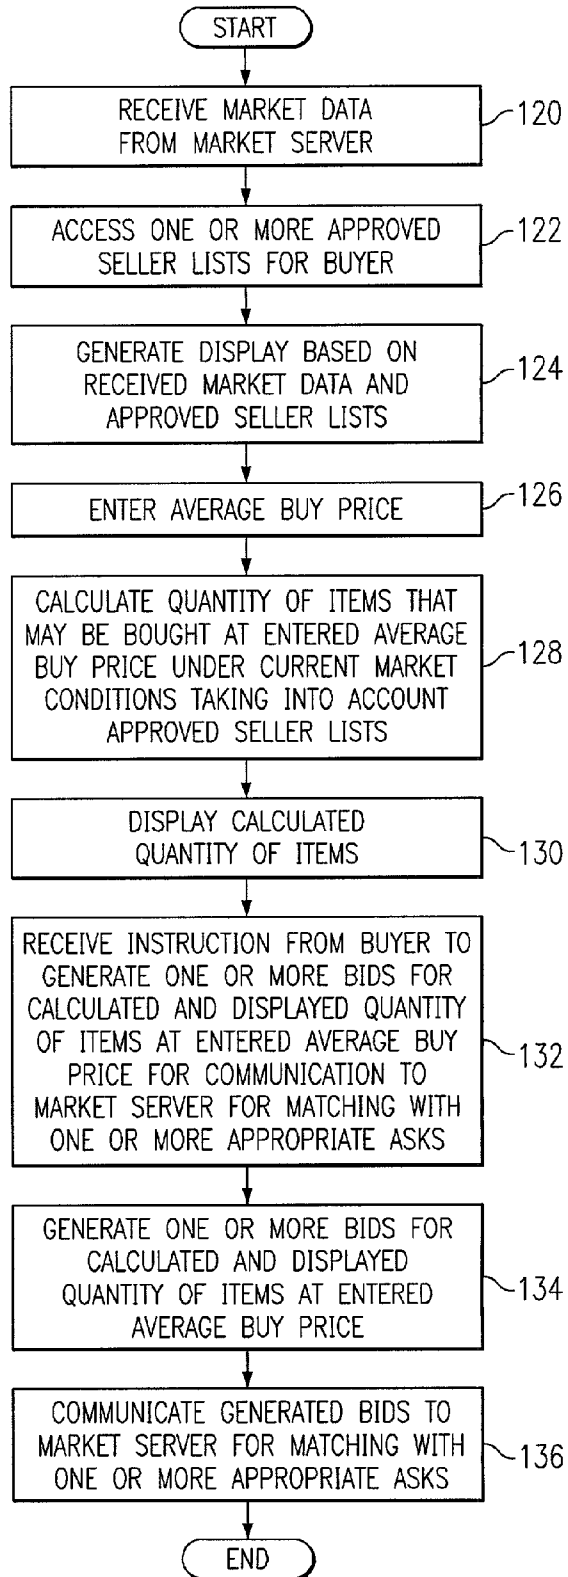 START
RECEIVE MARKET DATA
FROM MARKET SERVER
120
ACCESS ONE OR MORE APPROVED
SELLER LISTS FOR BUYER
122
GENERATE DISPLAY BASED ON
RECEIVED MARKET DATA AND
APPROVED SELLER LISTS
124
ENTER AVERAGE BUY PRICE
126
CALCULATE QUANTITY OF ITEMS THAT
MAY BE BOUGHT AT ENTERED AVERAGE
BUY PRICE UNDER CURRENT MARKET
CONDITIONS TAKING INTO ACCOUNT
APPROVED SELLER LISTS
128
DISPLAY CALCULATED
QUANTITY OF ITEMS
130
RECEIVE INSTRUCTION FROM BUYER TO
GENERATE ONE OR MORE BIDS FOR
CALCULATED AND DISPLAYED QUANTITY
OF ITEMS AT ENTERED AVERAGE BUY
PRICE FOR COMMUNICATION TO
MARKET SERVER FOR MATCHING WITH
ONE OR MORE APPROPRIATE ASKS
132
GENERATE ONE OR MORE BIDS FOR
CALCULATED AND DISPLAYED
QUANTITY OF ITEMS AT ENTERED
AVERAGE BUY PRICE
134
COMMUNICATE GENERATED BIDS TO
MARKET SERVER FOR MATCHING WITH
ONE OR MORE APPROPRIATE ASKS
136
END